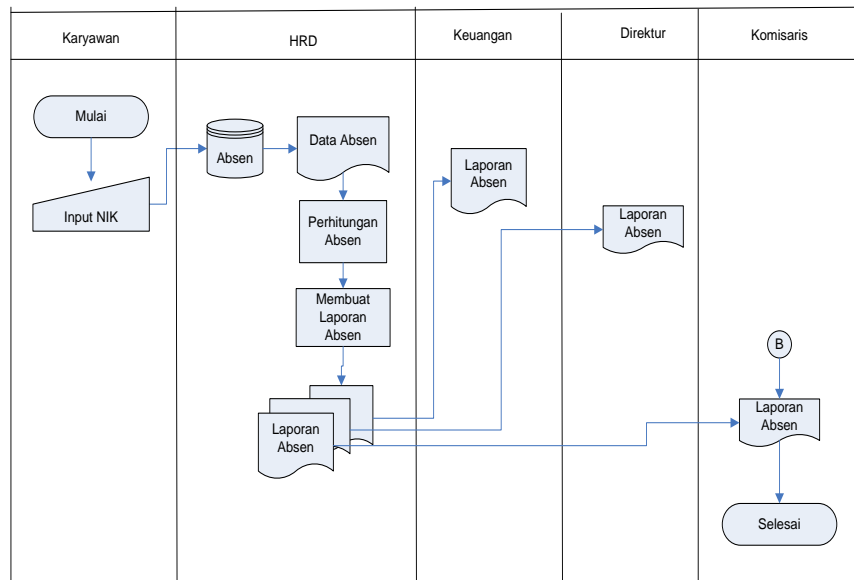 Karyawan
HRD
Keuangan
Direktur
Komisaris
Mulai
Input NIK
Absen
Data Absen
Perhitungan
Absen
Membuat
Laporan
Absen
Laporan
Absen
Laporan
Absen
Laporan
Absen
B
Laporan
Absen
Selesai